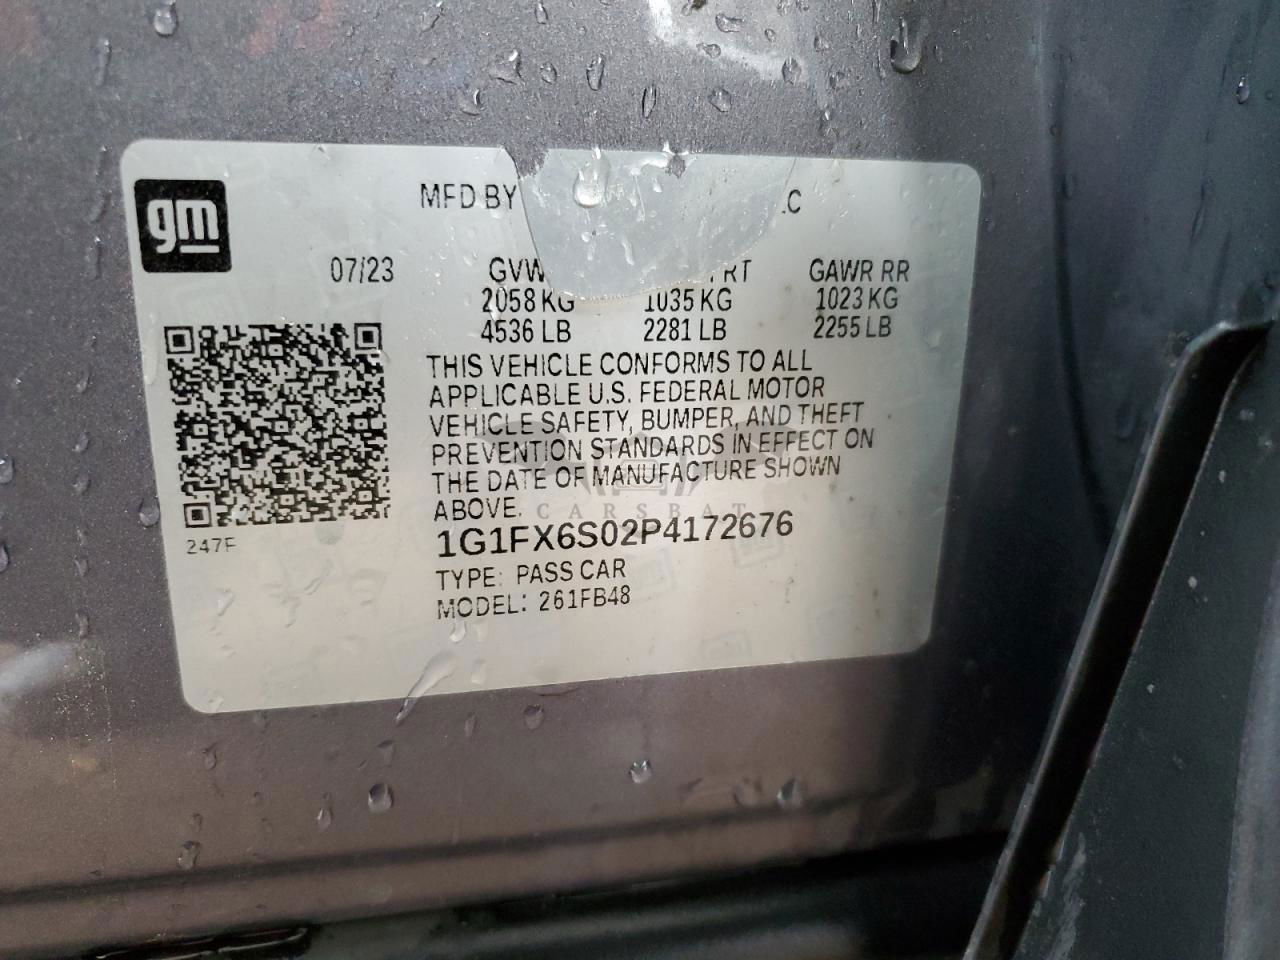 gm
MFD BY
07/23
GAWR RR
2058 KG 1035 KG 1023 KG
4536 LB 2281 LB 2255 LB
THIS VEHICLE CONFORMS TO ALL
APPLICABLE U.S. FEDERAL MOTOR
VEHICLE SAFETY, BUMPER, AND THEFT
PREVENTION STANDARDS IN EFFECT ON
THE DATE OF MANUFACTURE SHOWN
ABOVE.
CARSBAT
1G1FX6S02P4172676
247F
TYPE: PASS CAR
MODEL: 261FB48